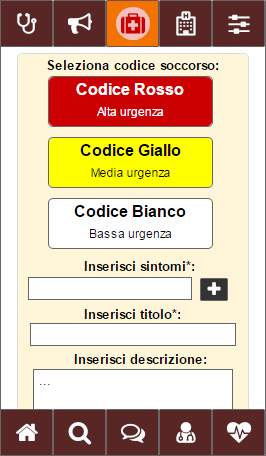 Seleziona codice soccorso:
Codice Rosso
Alta urgenza
Codice Giallo
Media urgenza
Codice Bianco
Bassa urgenza
Inserisci sintomi*:
Inserisci titolo*:
Inserisci descrizione:
...